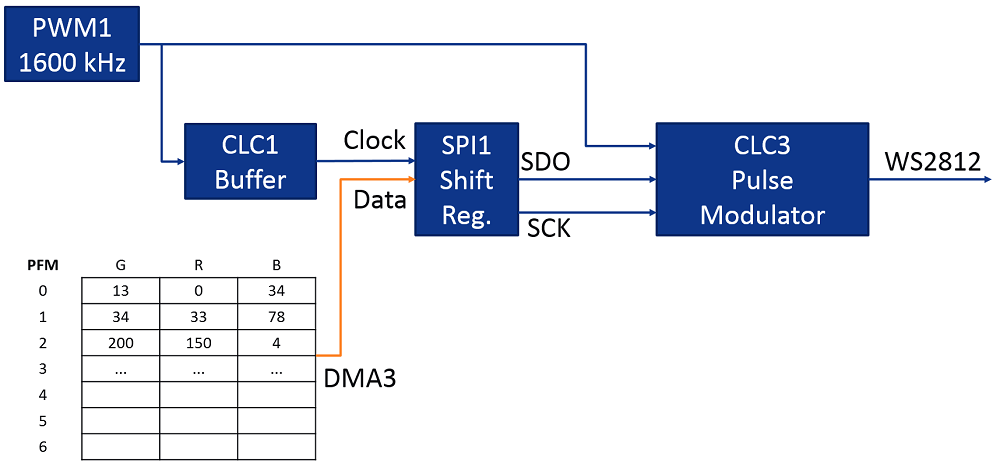 PWM1
1600 kHz
CLC1
Buffer
Clock
Data
SPI1
Shift
Reg.
SDO
SCK
CLC3
Pulse
Modulator
WS2812
PFM G R B
0 13 0 34
1 34 33 78
2 200 150 4
3 ... ... ...
4
5
6
DMA3